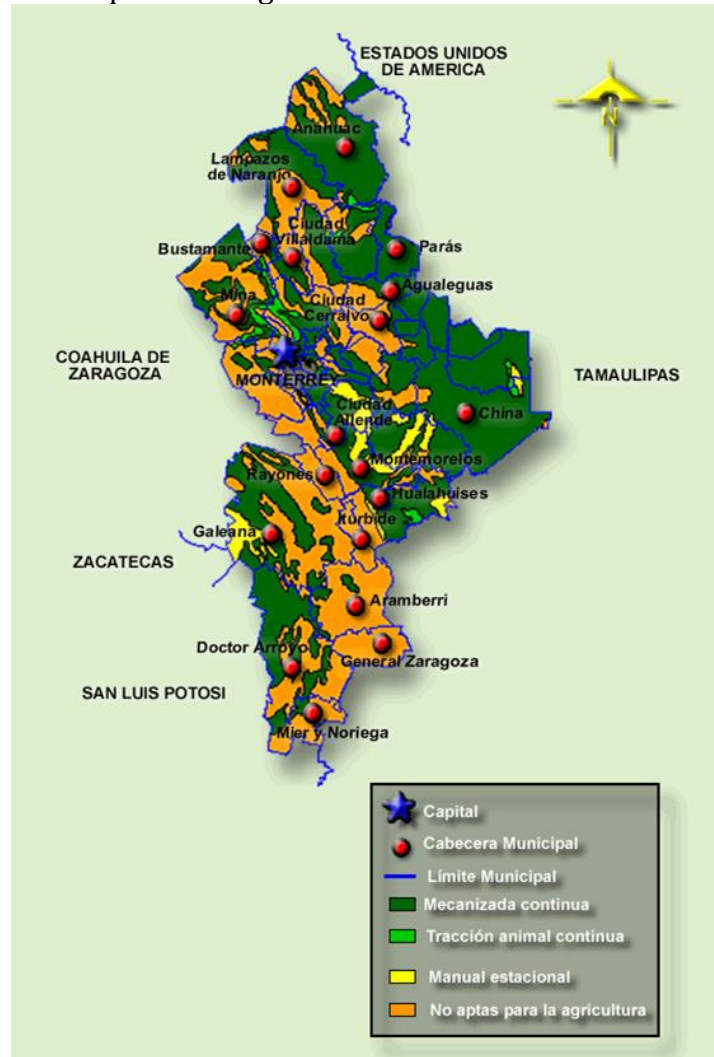 ESTADOS UNIDOS
DE AMERICA
N
Anáhuac
Lampazos
de Naranjo
Ciudad
Villaldama
Bustamante
Parás
Agualeguas
Mina
Ciudad
Cerralvo
COAHUILA DE
ZARAGOZA
MONTERREY
TAMAULIPAS
China
Ciudad
Allende
Montemorelos
Rayones
Hualahuises
Iturbide
Galeana
ZACATECAS
Aramberri
Doctor Arroyo
General Zaragoza
SAN LUIS POTOSI
Mier y Noriega
Capital
Cabecera Municipal
Límite Municipal
Mecanizada continua
Tracción animal continua
Manual estacional
No aptas para la agricultura